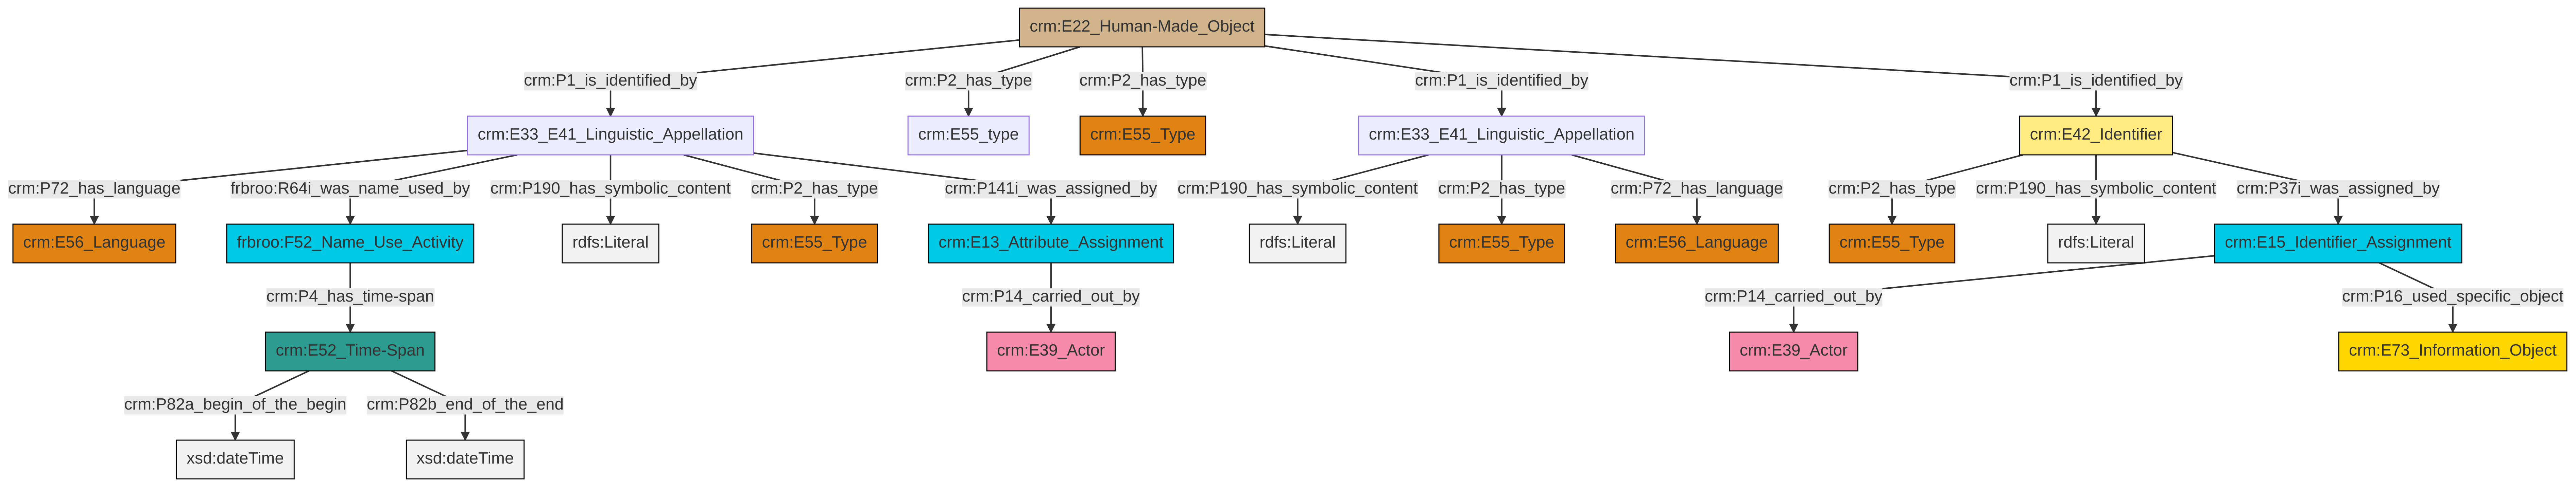 crm:E22_Human-Made_Object
crm:P1_is_identified_by
crm:P2_has_type
crm:P2_has_type
crm:P1_is_identified_by
crm:P1_is_identified_by
crm:E33_E41_Linguistic_Appellation
crm:E55_type
crm:E55_Type
crm:E33_E41_Linguistic_Appellation
crm:E42_Identifier
crm:P72_has_language
frbroo:R64i_was_name_used_by
crm:P190_has_symbolic_content
crm:P2_has_type
crm:P141i_was_assigned_by
crm:P190_has_symbolic_content
crm:P2_has_type
crm:P72_has_language
crm:P2_has_type
crm:P190_has_symbolic_content
crm:P37i_was_assigned_by
crm:E56_Language
frbroo:F52_Name_Use_Activity
rdfs:Literal
crm:E55_Type
crm:E13_Attribute_Assignment
rdfs:Literal
crm:E55_Type
crm:E56_Language
crm:E55_Type
rdfs:Literal
crm:E15_Identifier_Assignment
crm:P4_has_time-span
crm:P14_carried_out_by
crm:P14_carried_out_by
crm:P16_used_specific_object
crm:E52_Time-Span
crm:E39_Actor
crm:E39_Actor
crm:E73_Information_Object
crm:P82a_begin_of_the_begin
crm:P82b_end_of_the_end
xsd:dateTime
xsd:dateTime